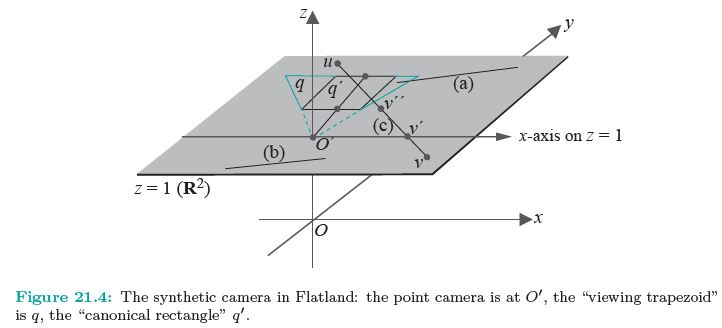 z
y
u
q
q′
(a)
v′′
(c)
v′
x-axis on z = 1
O′
(b)
v
z = 1 (R²)
x
O
Figure 21.4: The synthetic camera in Flatland: the point camera is at O′, the “viewing trapezoid”
is q, the “canonical rectangle” q′.